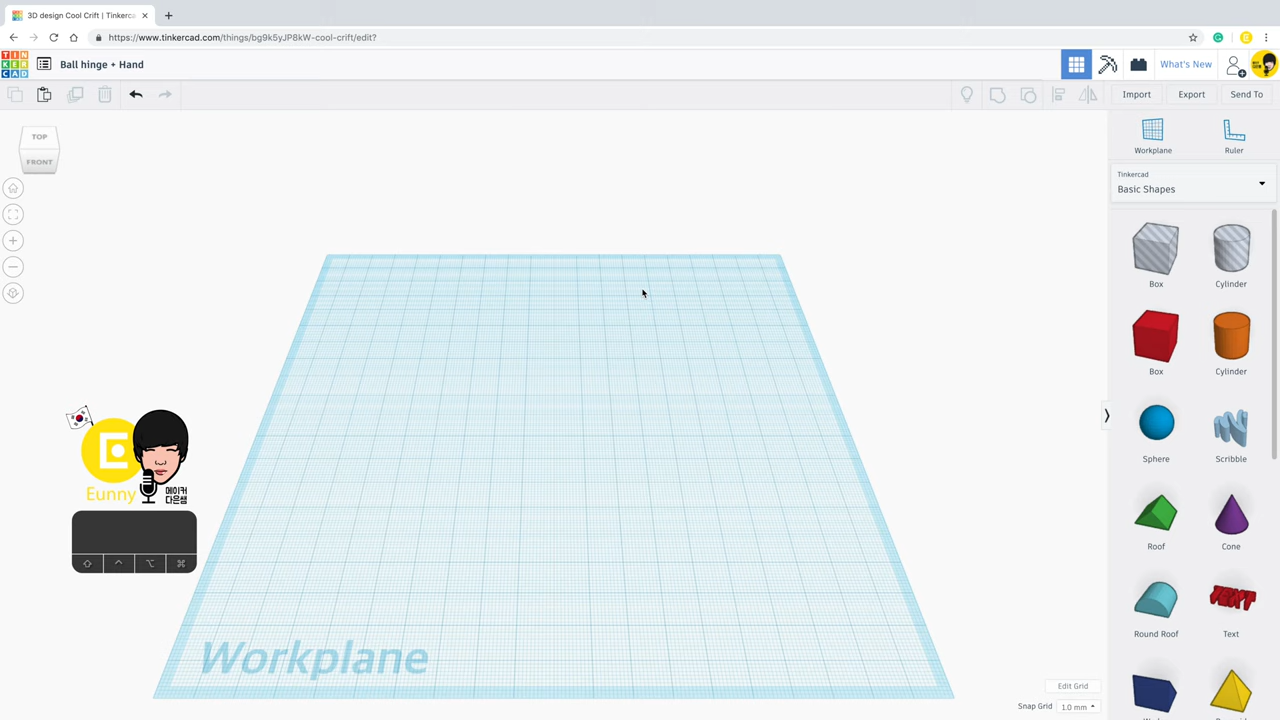 3D design Cool Crift | Tinkerca
https://www.tinkercad.com/things/bg9k5yJP8kW-cool-crift/edit?
TIN
KER
CAD
Ball hinge + Hand
What's New
Import
Export
Send To
TOP
FRONT
Workplane
Ruler
Tinkercad
Basic Shapes
Box
Cylinder
Box
Cylinder
Sphere
Scribble
Roof
Cone
TEXT
Round Roof
Text
E
Eunny
메이커
다은쌤
Workplane
Edit Grid
Snap Grid
1.0 mm